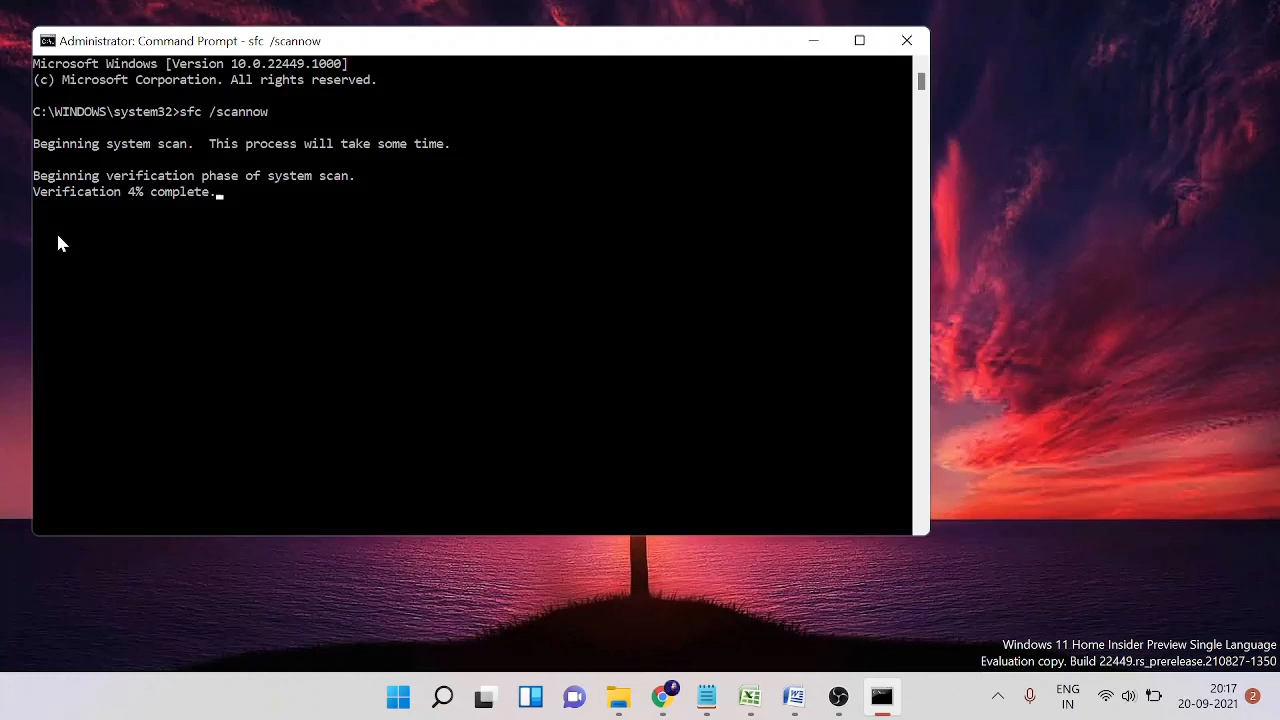 Administrator: Command Prompt - sfc  /scannow
Microsoft Windows [Version 10.0.22449.1000]
(c) Microsoft Corporation. All rights reserved.
C:\WINDOWS\system32>sfc /scannow
Beginning system scan.  This process will take some time.
Beginning verification phase of system scan.
Verification 4% complete.
Windows 11 Home Insider Preview Single Language
Evaluation copy. Build 22449.rs_prerelease.210827-1350
ENG
IN
20:17
20-09-2021
2